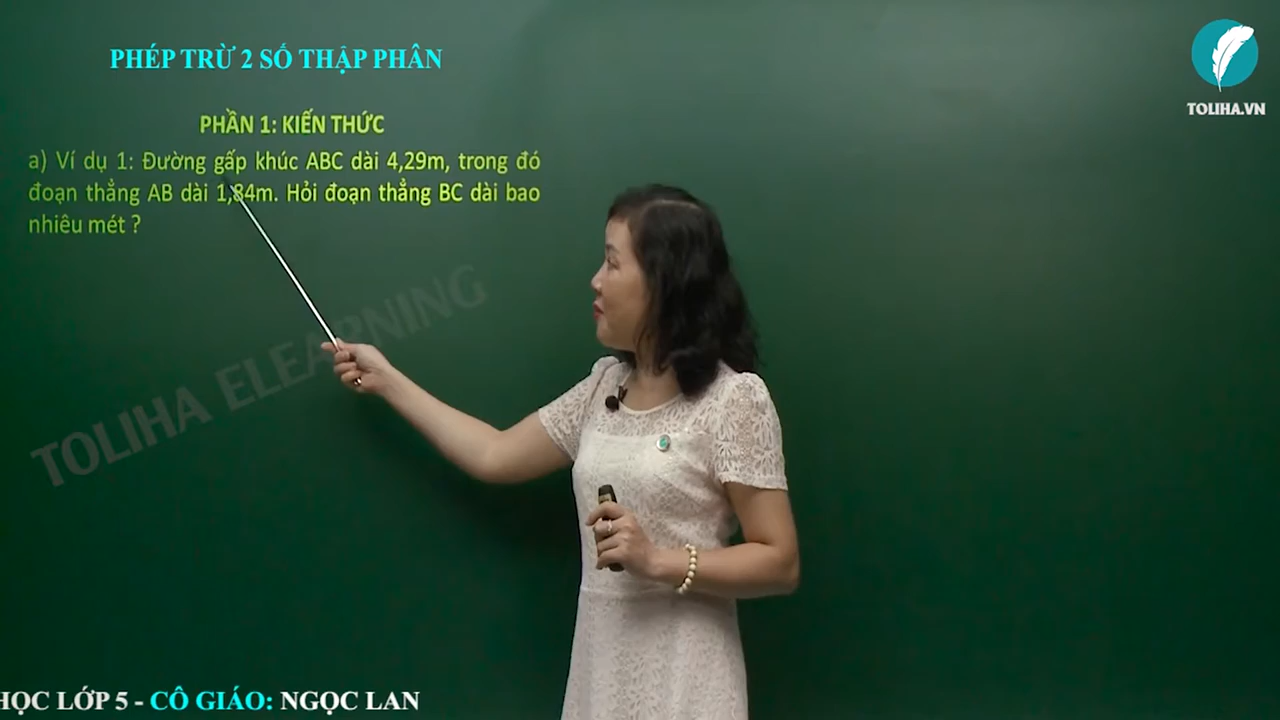 PHÉP TRỪ 2 SỐ THẬP PHÂN
TOLIHA.VN
PHẦN 1: KIẾN THỨC
a) Ví dụ 1: Đường gấp khúc ABC dài 4,29m, trong đó
đoạn thẳng AB dài 1,84m. Hỏi đoạn thẳng BC dài bao
nhiêu mét ?
TOLIHA ELEARNING
HỌC LỚP 5 - CÔ GIÁO: NGỌC LAN